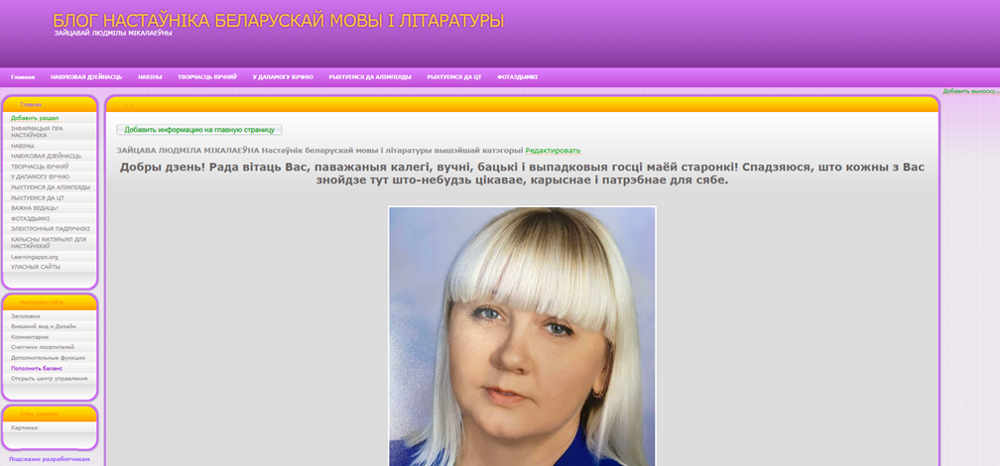 БЛОГ НАСТАЎНІКА БЕЛАРУСКАЙ МОВЫ І ЛІТАРАТУРЫ
ЗАЙЦАВАЙ ЛЮДМІЛЫ МІКАЛАЕЎНЫ
Главная НАВУКОВАЯ ДЗЕЙНАСЦЬ НАВІНЫ ТВОРЧАСЦЬ ВУЧНЯЎ У ДАПАМОГУ ВУЧНЮ РЫХТУЕМСЯ ДА АЛІМПІЯДЫ РЫХТУЕМСЯ ДА ЦТ ФОТАЗДЫМКІ
Добавить выноску...
Главная
Добавить раздел
ІНФАРМАЦЫЯ ПРА
НАСТАЎНІКА
НАВІНЫ
НАВУКОВАЯ ДЗЕЙНАСЦЬ
ТВОРЧАСЦЬ ВУЧНЯЎ
У ДАПАМОГУ ВУЧНЮ
РЫХТУЕМСЯ ДА АЛІМПІЯДЫ
РЫХТУЕМСЯ ДА ЦТ
ВАЖНА ВЕДАЦЬ!
ФОТАЗДЫМКІ
ЭЛЕКТРОННЫЯ ПАДРУЧНІКІ
КАРЫСНЫ МАТЭРЫЯЛ ДЛЯ
НАСТАЎНІКАЎ
Learningapps.org
УЛАСНЫЯ САЙТЫ
Настройка сайта
Заголовки
Внешний вид и Дизайн
Комментарии
Счетчики посетителей
Дополнительные функции
Пополнить баланс
Открыть центр управления
Картинки
Подскажи разработчикам
Добавить информацию на главную страницу
ЗАЙЦАВА ЛЮДМІЛА МІКАЛАЕЎНА Настаўнік беларускай мовы і літаратуры вышэйшай катэгорыі Редактировать
Добры дзень! Рада вітаць Вас, паважаныя калегі, вучні, бацькі і выпадковыя госці маёй старонкі! Спадзяюся, што кожны з Вас
знойдзе тут што-небудзь цікавае, карыснае і патрэбнае для сябе.